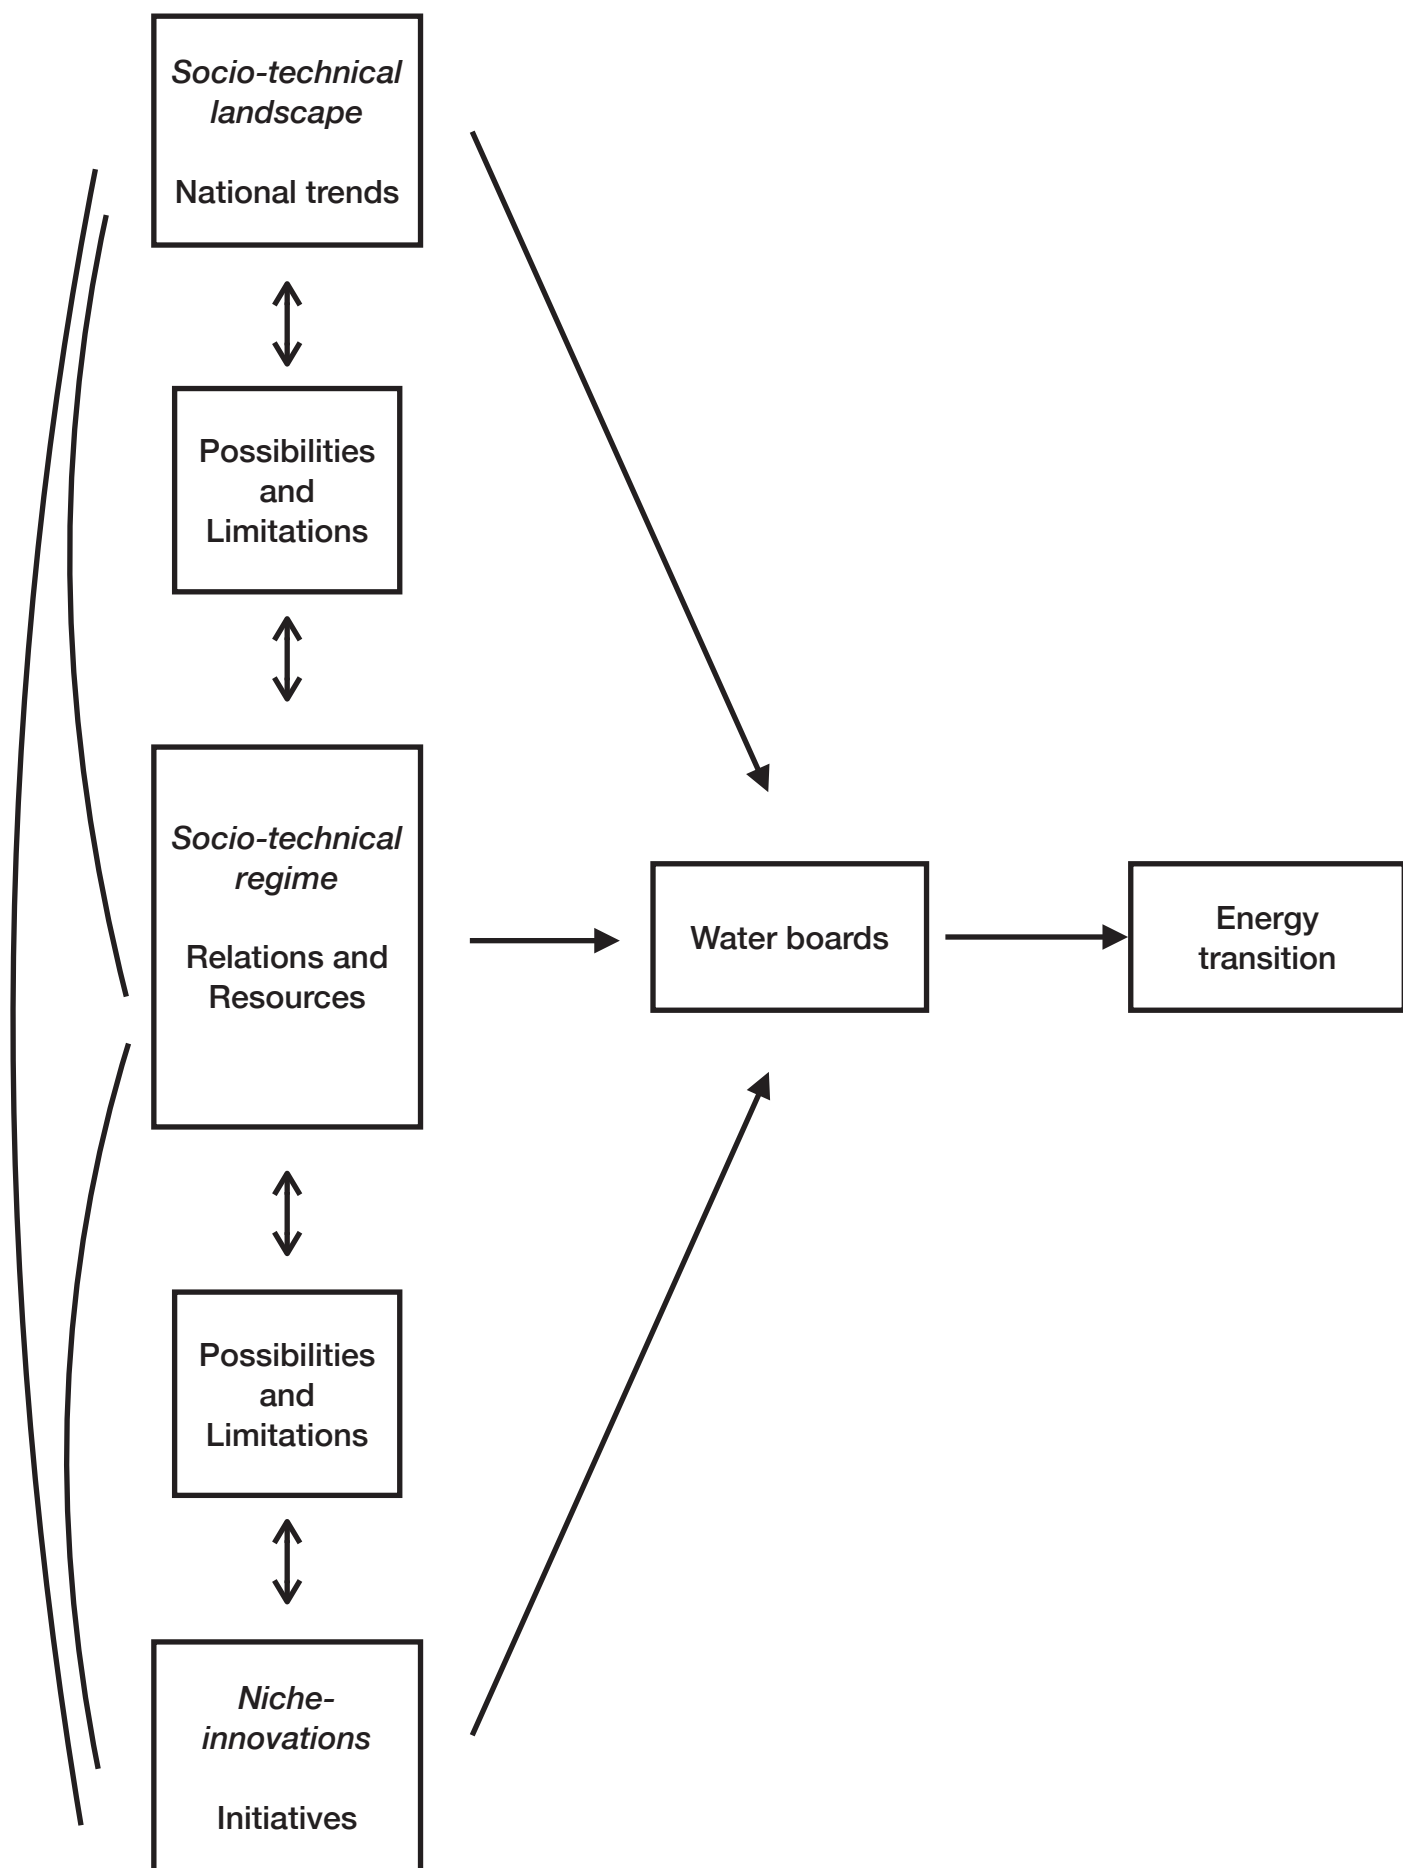 Socio-technical
landscape
National trends
Possibilities
and
Limitations
Socio-technical
regime
Relations and
Resources
Water boards
Energy
transition
Possibilities
and
Limitations
Niche-
innovations
Initiatives